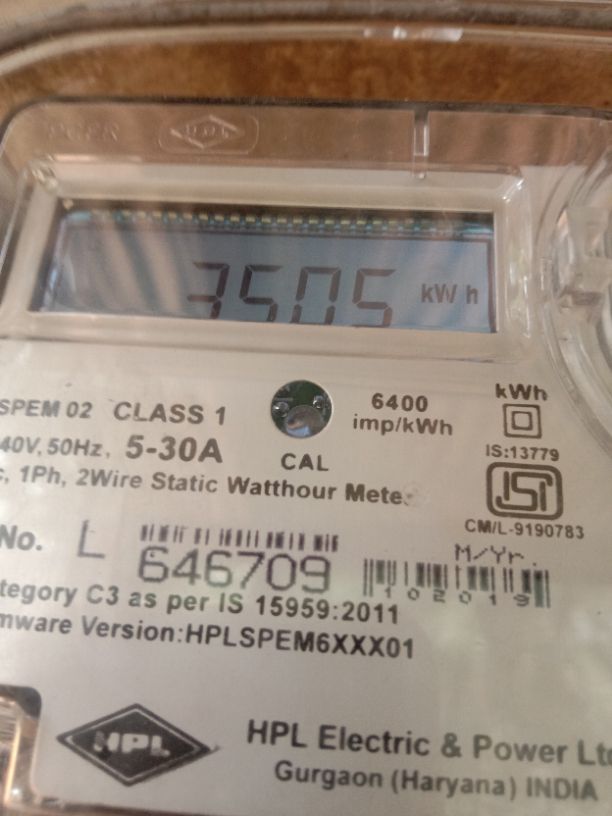 3505 kWh
SPEM 02 CLASS 1
6400
imp/kWh
kWh
40V, 50Hz, 5-30A
CAL
IS:13779
1Ph, 2Wire Static Watthour Meter
CM/L-9190783
No. L 646709
M/Yr.
102019
tegory C3 as per IS 15959:2011
mware Version:HPLSPEM6XXX01
HPL
HPL Electric & Power Ltd
Gurgaon (Haryana) INDIA